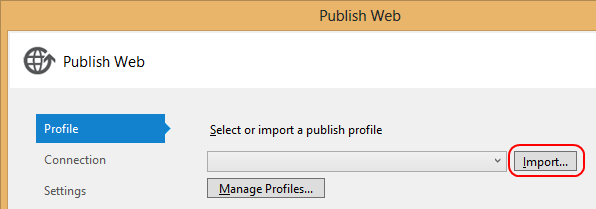 Publish Web
Publish Web
Profile
Select or import a publish profile
Connection
Import...
Settings
Manage Profiles...